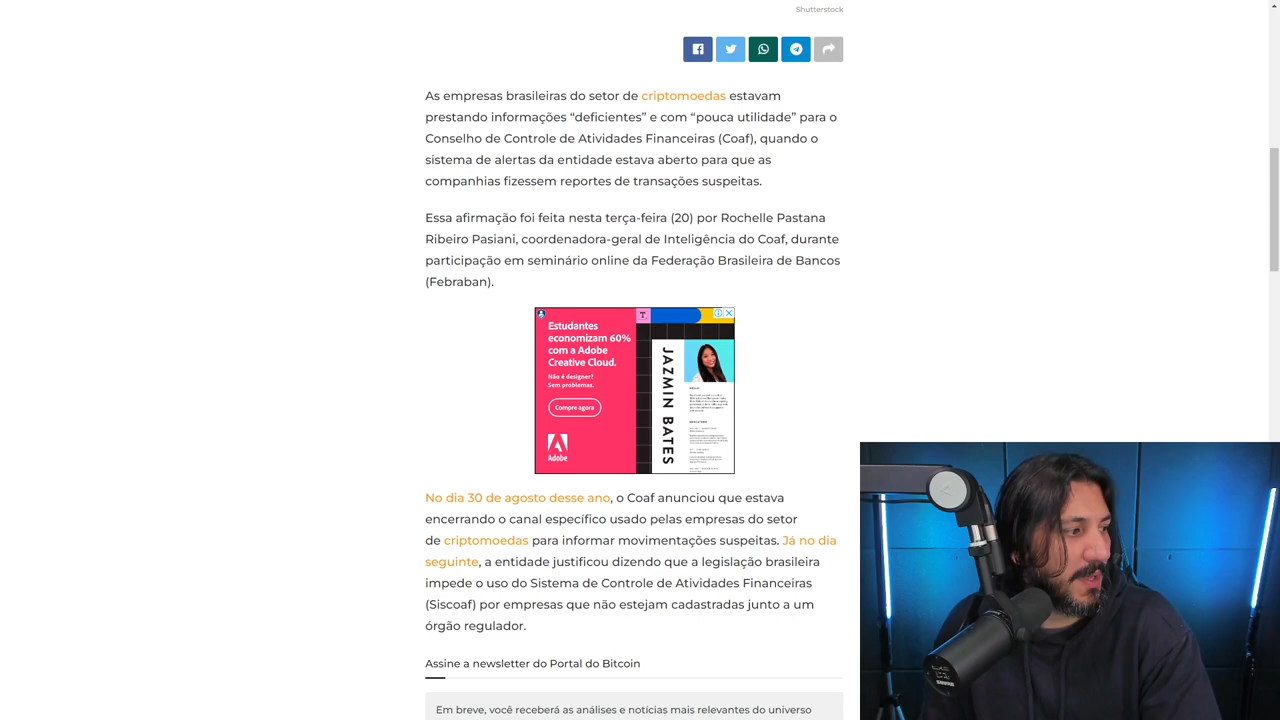 Shutterstock
As empresas brasileiras do setor de criptomoedas estavam
prestando informações “deficientes” e com “pouca utilidade” para o
Conselho de Controle de Atividades Financeiras (Coaf), quando o
sistema de alertas da entidade estava aberto para que as
companhias fizessem reportes de transações suspeitas.
Essa afirmação foi feita nesta terça-feira (20) por Rochelle Pastana
Ribeiro Pasiani, coordenadora-geral de Inteligência do Coaf, durante
participação em seminário online da Federação Brasileira de Bancos
(Febraban).
Estudantes
economizam 60%
com a Adobe
Creative Cloud.
Não é designer?
Sem problemas.
Compre agora
Adobe
T
JAZMIN BATES
No dia 30 de agosto desse ano, o Coaf anunciou que estava
encerrando o canal específico usado pelas empresas do setor
de criptomoedas para informar movimentações suspeitas. Já no dia
seguinte, a entidade justificou dizendo que a legislação brasileira
impede o uso do Sistema de Controle de Atividades Financeiras
(Siscoaf) por empresas que não estejam cadastradas junto a um
órgão regulador.
Assine a newsletter do Portal do Bitcoin
Em breve, você receberá as análises e notícias mais relevantes do universo